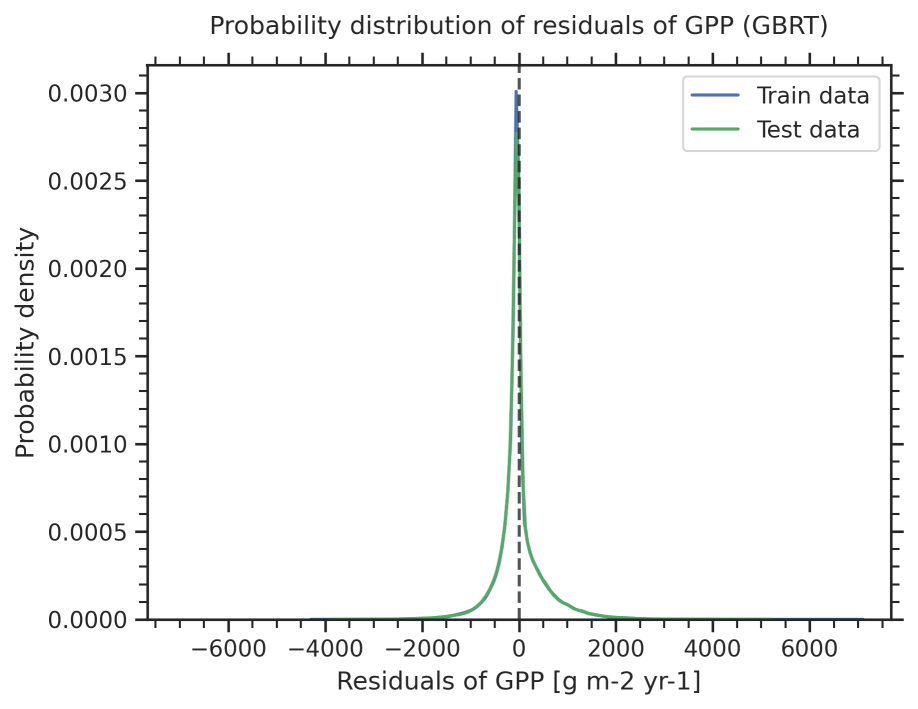 Probability distribution of residuals of GPP (GBRT)
Train data
Test data
Probability density
0.0030
0.0025
0.0020
0.0015
0.0010
0.0005
0.0000
−6000 −4000 −2000 0 2000 4000 6000
Residuals of GPP [g m-2 yr-1]